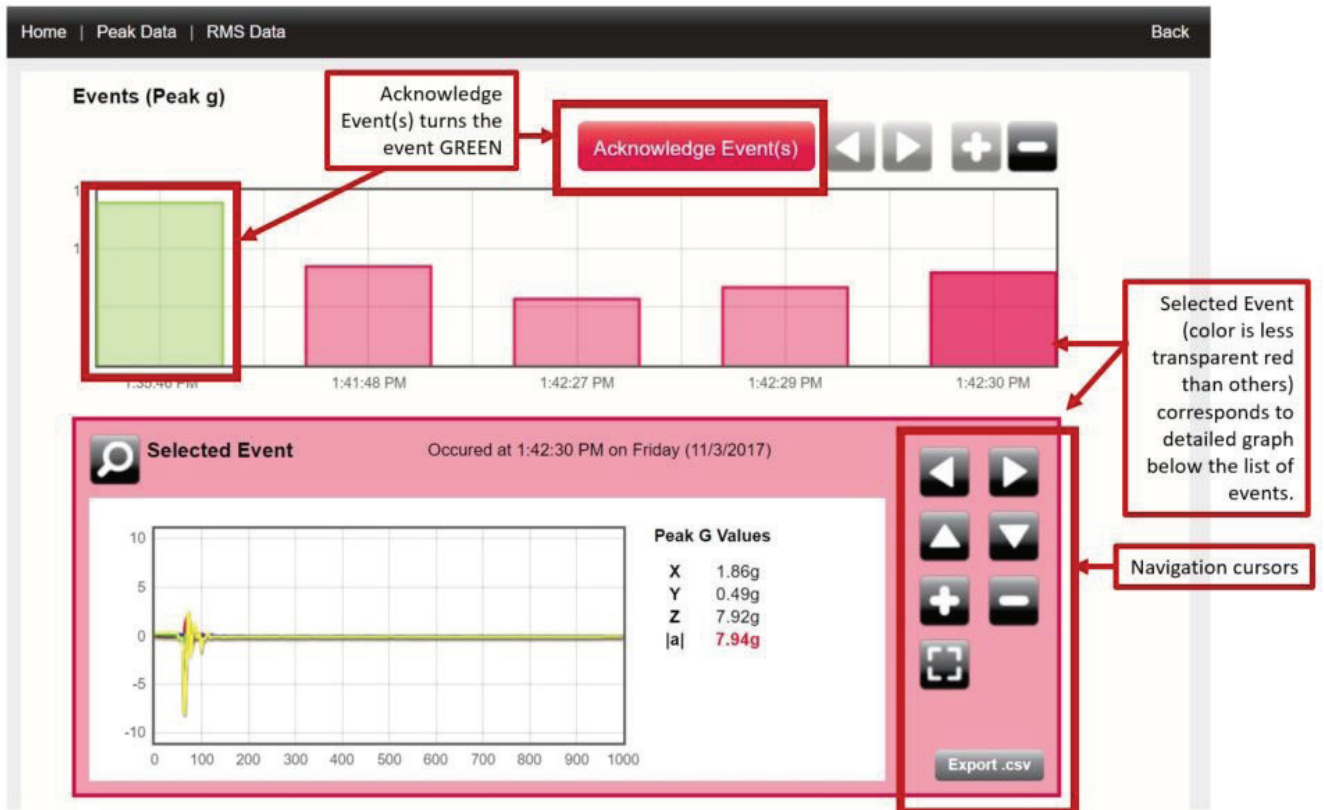 Home | Peak Data | RMS Data Back
Events (Peak g)
Acknowledge
Event(s) turns the
event GREEN
Acknowledge Event(s)
1:41:48 PM 1:42:27 PM 1:42:29 PM 1:42:30 PM
Selected Event
(color is less
transparent red
than others)
corresponds to
detailed graph
below the list of
events.
Selected Event Occured at 1:42:30 PM on Friday (11/3/2017)
10
5
0
-5
-10
0 100 200 300 400 500 600 700 800 900 1000
Peak G Values
X 1.86g
Y 0.49g
Z 7.92g
|a| 7.94g
Navigation cursors
Export .csv